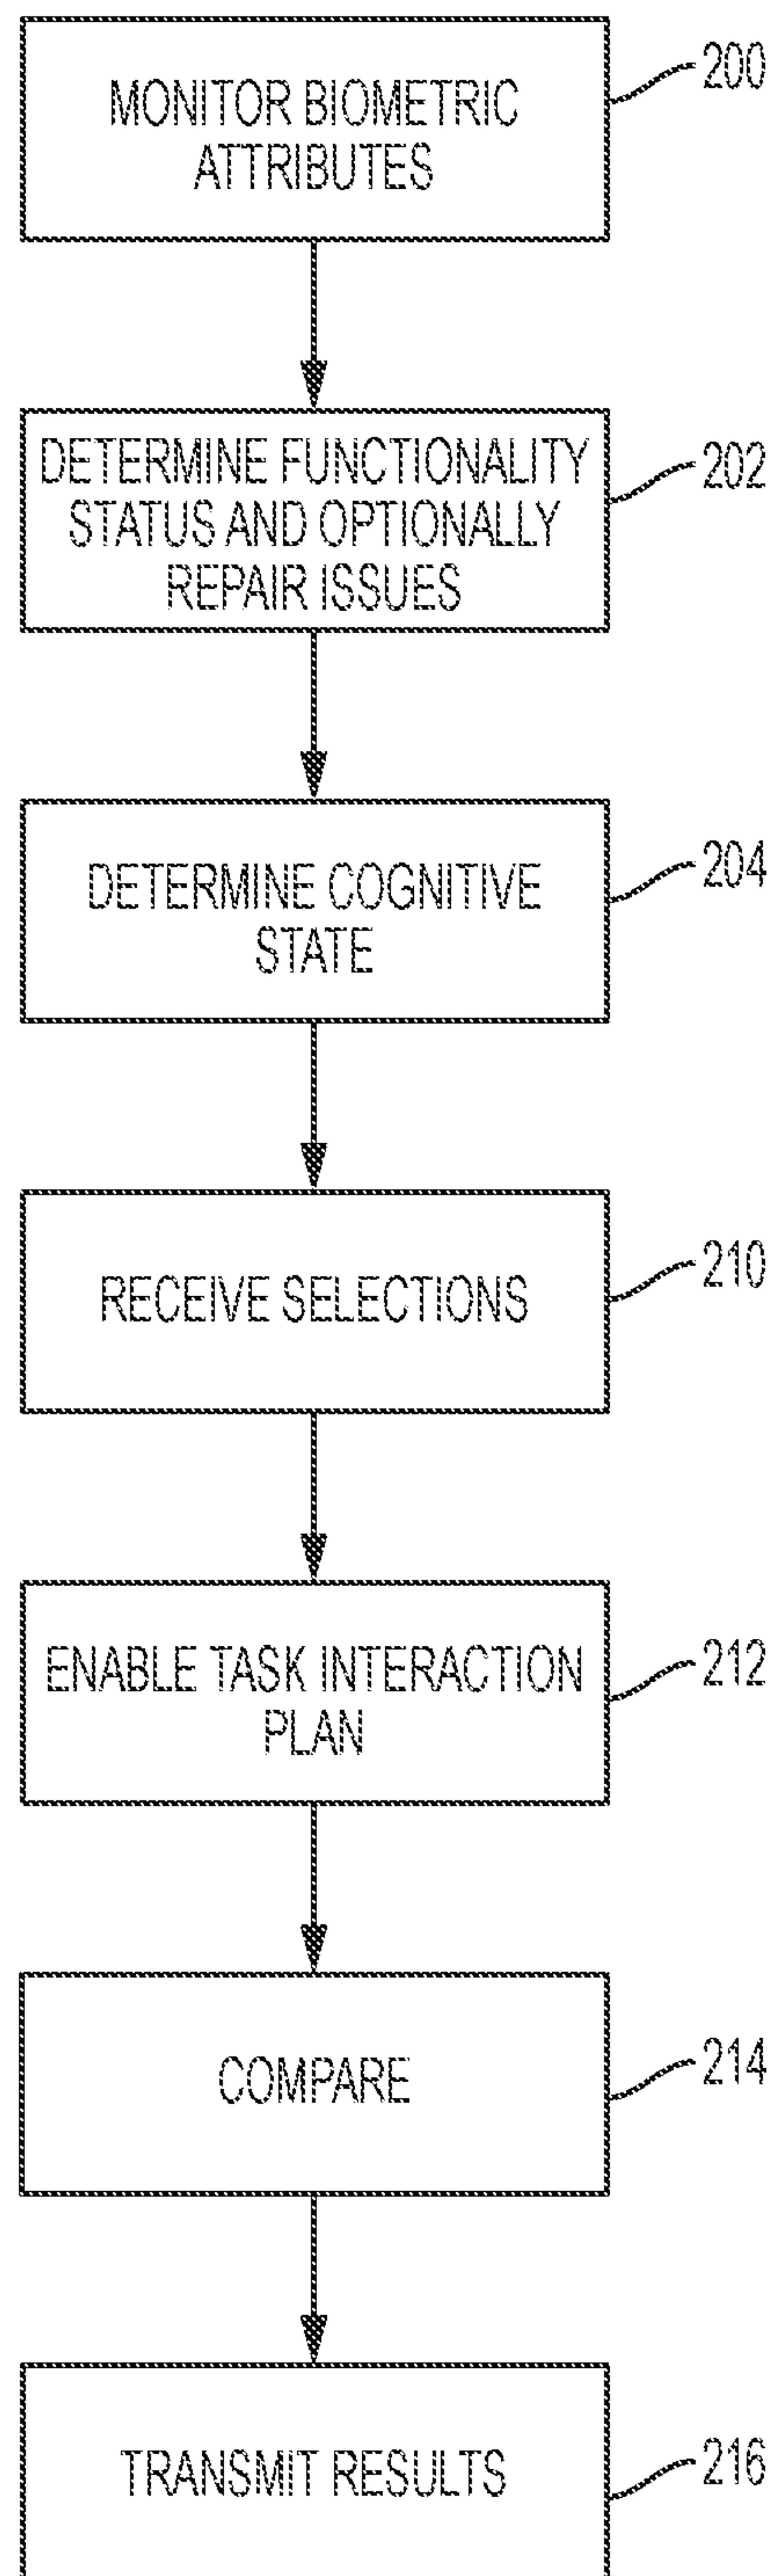 MONITOR BIOMETRIC
ATTRIBUTES
200
DETERMINE FUNCTIONALITY
STATUS AND OPTIONALLY
REPAIR ISSUES
202
DETERMINE COGNITIVE
STATE
204
RECEIVE SELECTIONS
210
ENABLE TASK INTERACTION
PLAN
212
COMPARE
214
TRANSMIT RESULTS
216